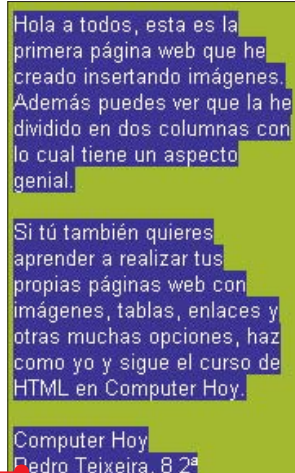 Hola a todos, esta es la
primera página web que he
creado insertando imágenes.
Además puedes ver que la he
dividido en dos columnas con
lo cual tiene un aspecto
genial.
Si tú también quieres
aprender a realizar tus
propias páginas web con
imágenes, tablas, enlaces y
otras muchas opciones, haz
como yo y sigue el curso de
HTML en Computer Hoy.
Computer Hoy
Pedro Teixeira, 8 2ª